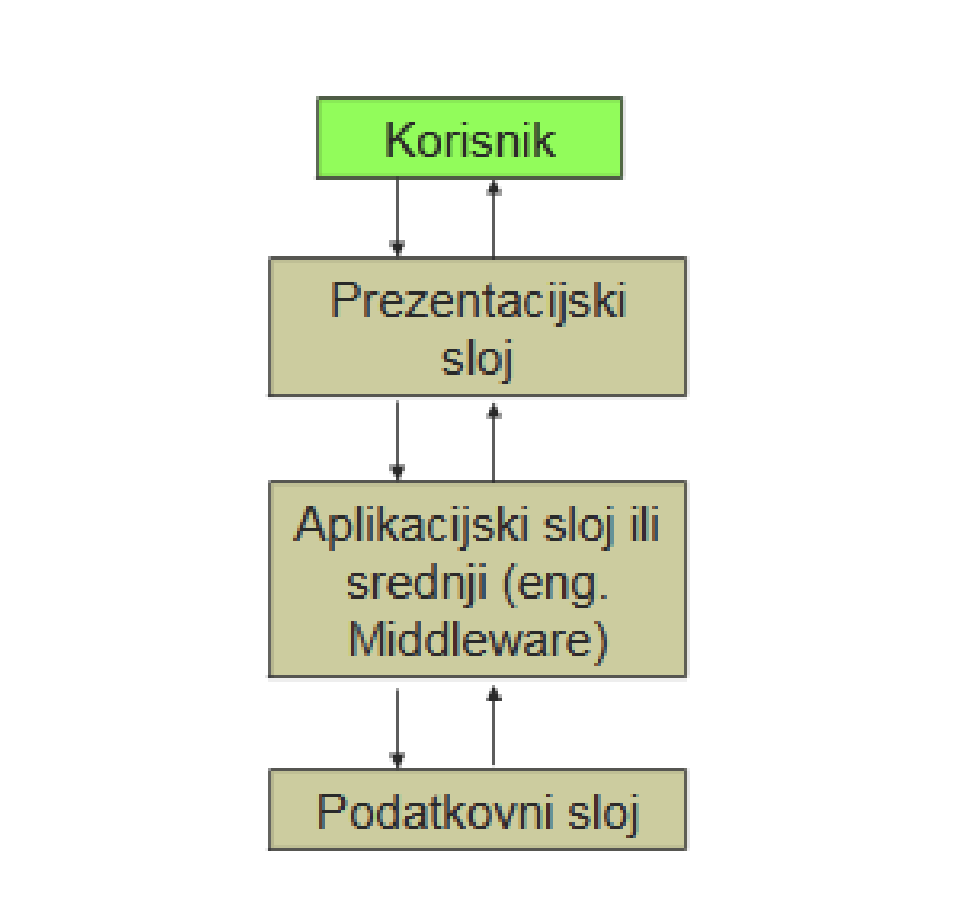 Korisnik
Prezentacijski
sloj
Aplikacijski sloj ili
srednji (eng.
Middleware)
Podatkovni sloj